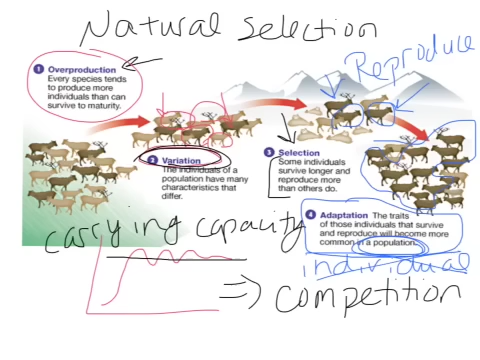 Natural selection
1 Overproduction
Every species tends
to produce more
individuals than can
survive to maturity.
Reproduce
2 Variation
The individuals of a
population have many
characteristics that
differ.
3 Selection
Some individuals
survive longer and
reproduce more
than others do.
4 Adaptation The traits
of those individuals that survive
and reproduce will become more
common in a population.
individual
carrying capacity
=> competition